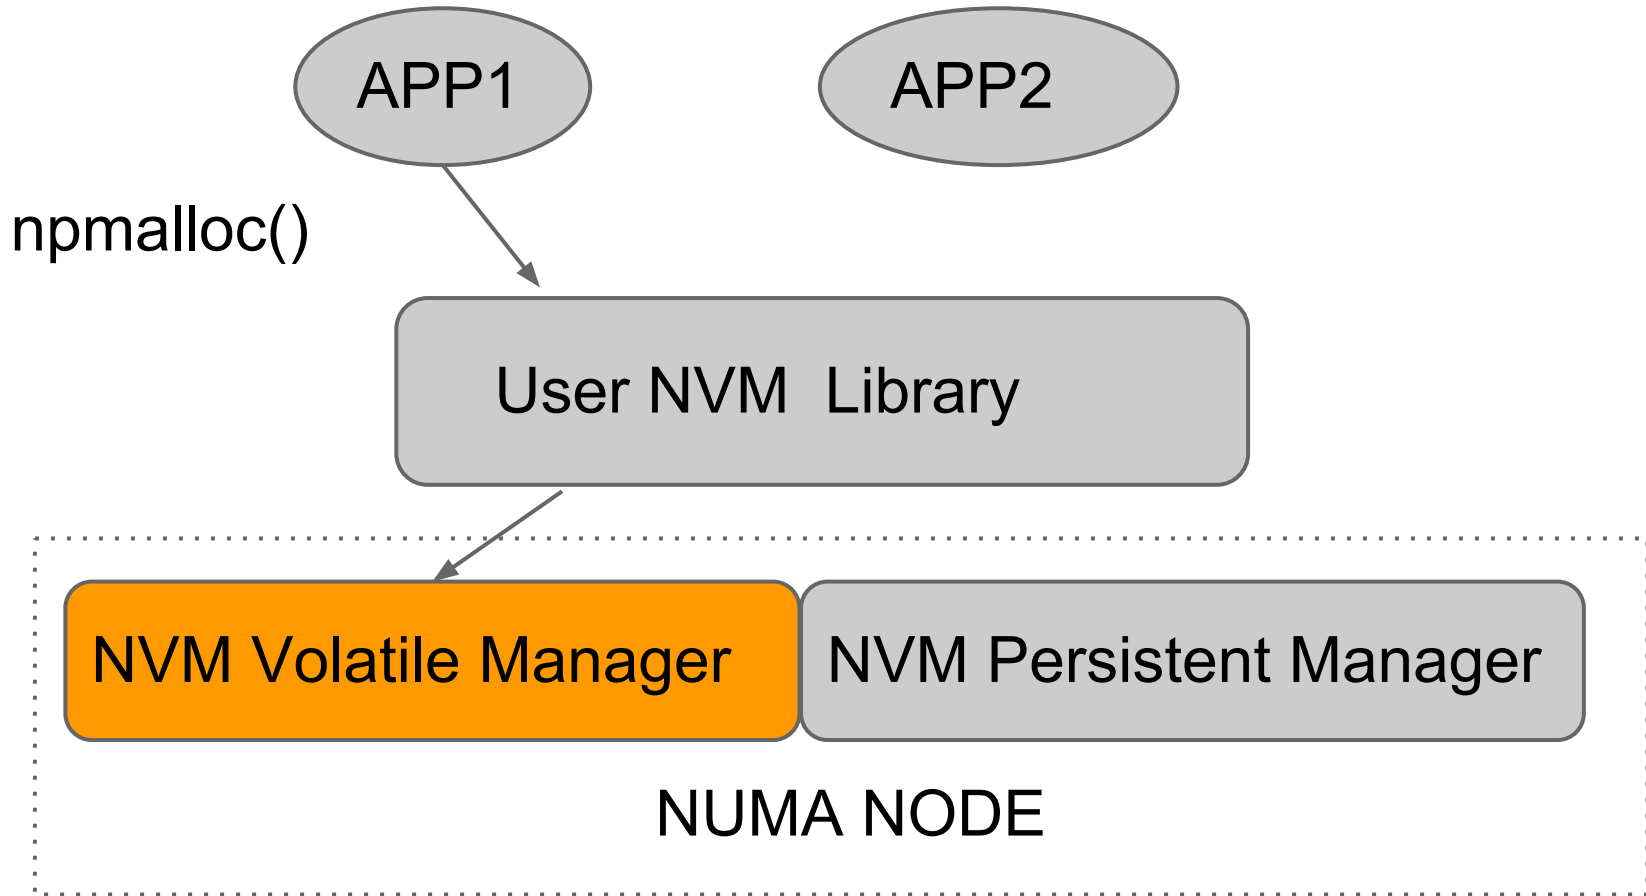 APP1
APP2
npmalloc()
User NVM  Library
NVM Volatile Manager
NVM Persistent Manager
NUMA NODE